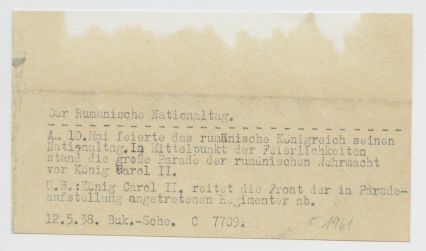 Der Rumänische Nationaltag.
Am 10.Mai feierte das rumänische Königreich seinen
Nationaltag.In Mittelpunkt der Feierlichkeiten
stand die große Parade der rumänischen Wehrmacht
vor König Carol II.
U.B.:König Carol II. reitet die Front der in Parade-
aufstellung angetretenen Regimenter ab.
12.5.38. Buk.-Sche. C 7709.
1961